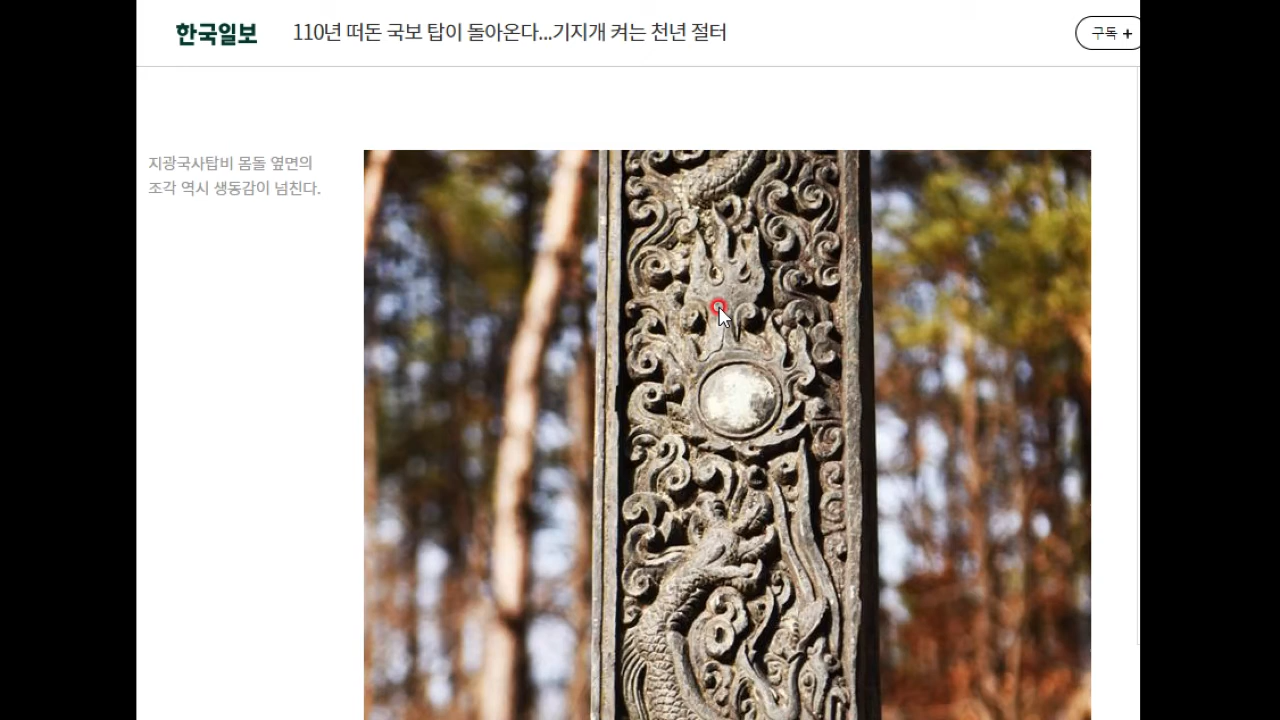 한국일보
110년 떠돈 국보 탑이 돌아온다...기지개 켜는 천년 절터
구독 +
지광국사탑비 몸돌 옆면의
조각 역시 생동감이 넘친다.